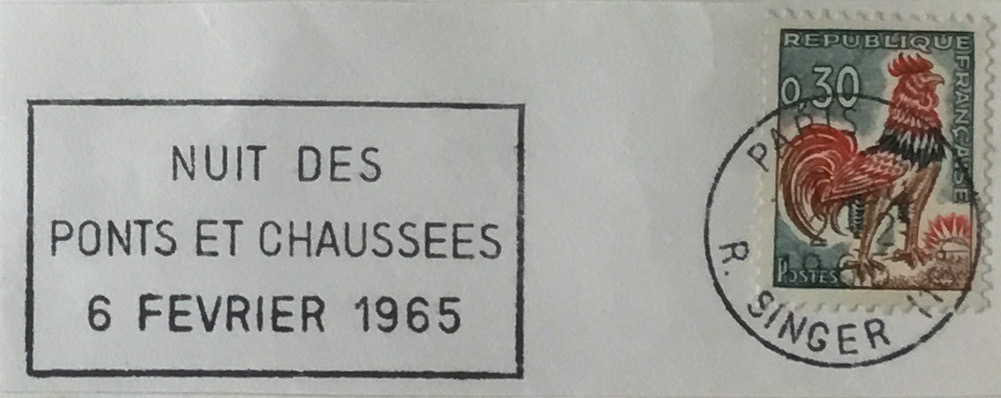 NUIT DES
PONTS ET CHAUSSEES
6 FEVRIER 1965
REPUBLIQUE
FRANÇAISE
0,30
POSTES
PARIS
R. SINGER